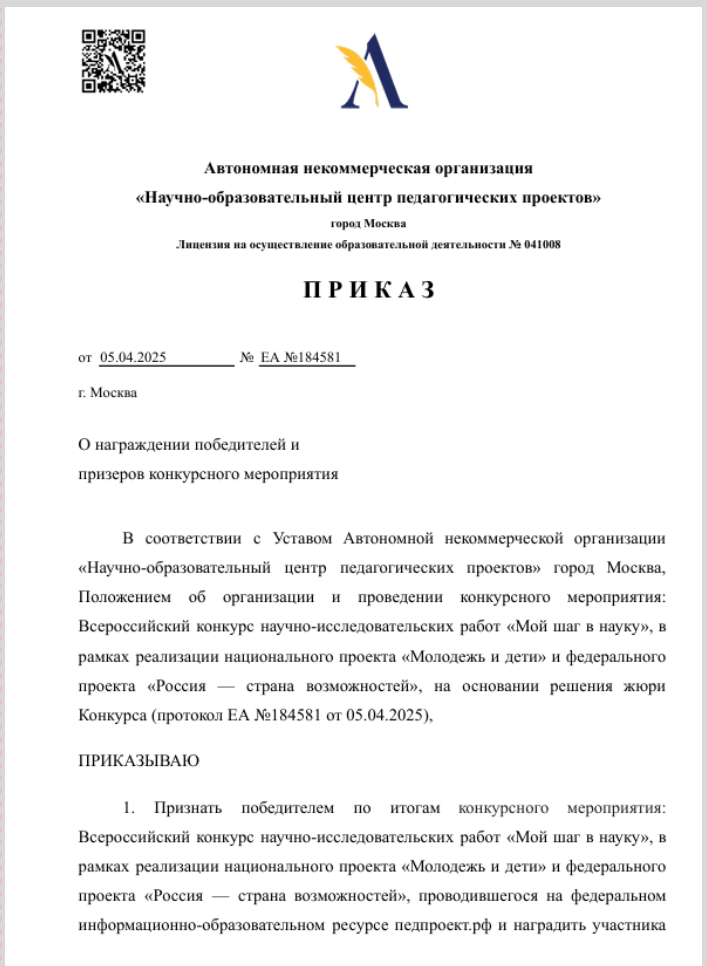 Автономная некоммерческая организация
«Научно-образовательный центр педагогических проектов»
город Москва
Лицензия на осуществление образовательной деятельности № 041008
П Р И К А З
от 05.04.2025 № ЕА №184581
г. Москва
О награждении победителей и
призеров конкурсного мероприятия
В соответствии с Уставом Автономной некоммерческой организации
«Научно-образовательный центр педагогических проектов» город Москва,
Положением об организации и проведении конкурсного мероприятия:
Всероссийский конкурс научно-исследовательских работ «Мой шаг в науку», в
рамках реализации национального проекта «Молодежь и дети» и федерального
проекта «Россия — страна возможностей», на основании решения жюри
Конкурса (протокол ЕА №184581 от 05.04.2025),
ПРИКАЗЫВАЮ
1. Признать победителем по итогам конкурсного мероприятия:
Всероссийский конкурс научно-исследовательских работ «Мой шаг в науку», в
рамках реализации национального проекта «Молодежь и дети» и федерального
проекта «Россия — страна возможностей», проводившегося на федеральном
информационно-образовательном ресурсе педпроект.рф и наградить участника